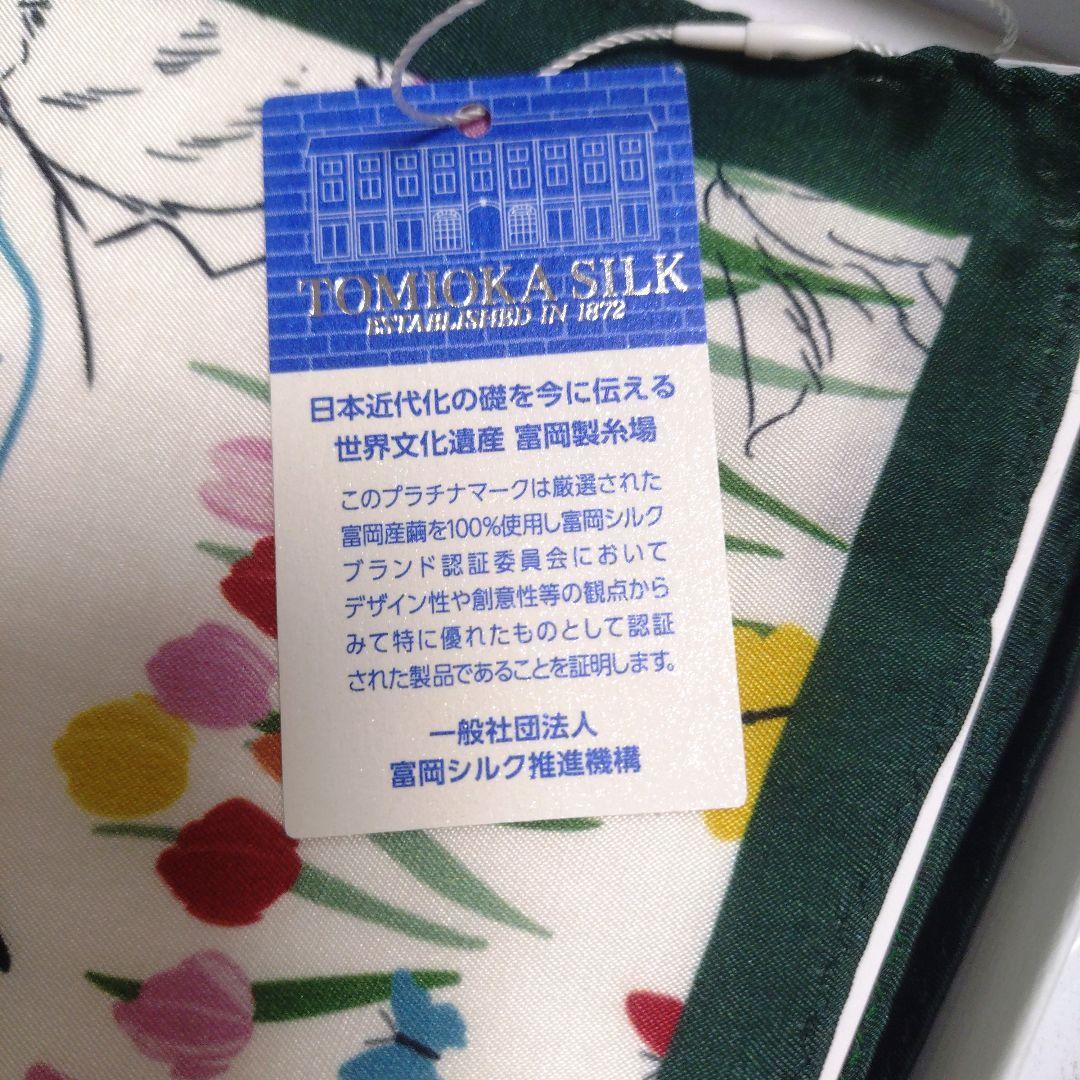 TOMIOKA SILK
ESTABLISHED IN 1872
日本近代化の礎を今に伝える
世界文化遺産 富岡製糸場
このプラチナマークは厳選された
富岡産繭を100%使用し富岡シルク
ブランド認証委員会において
デザイン性や創意性等の観点から
みて特に優れたものとして認証
された製品であることを証明します。
一般社団法人
富岡シルク推進機構